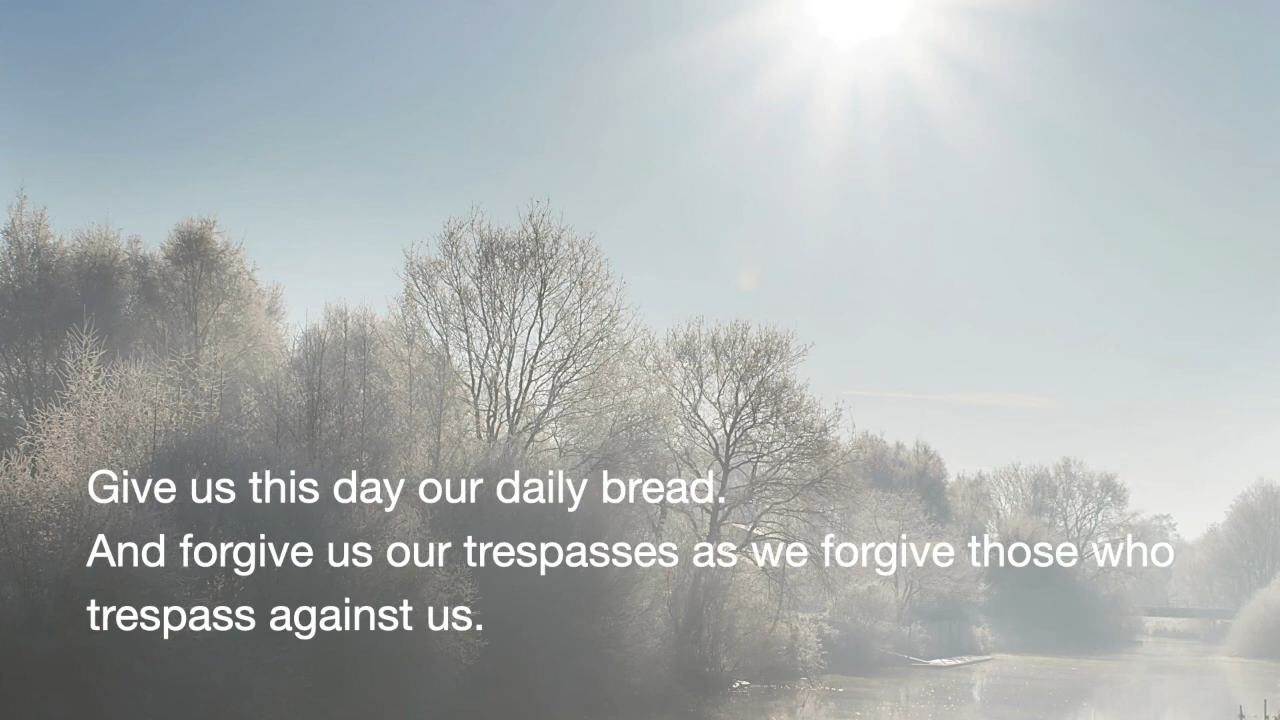 Give us this day our daily bread.
And forgive us our trespasses as we forgive those who
trespass against us.